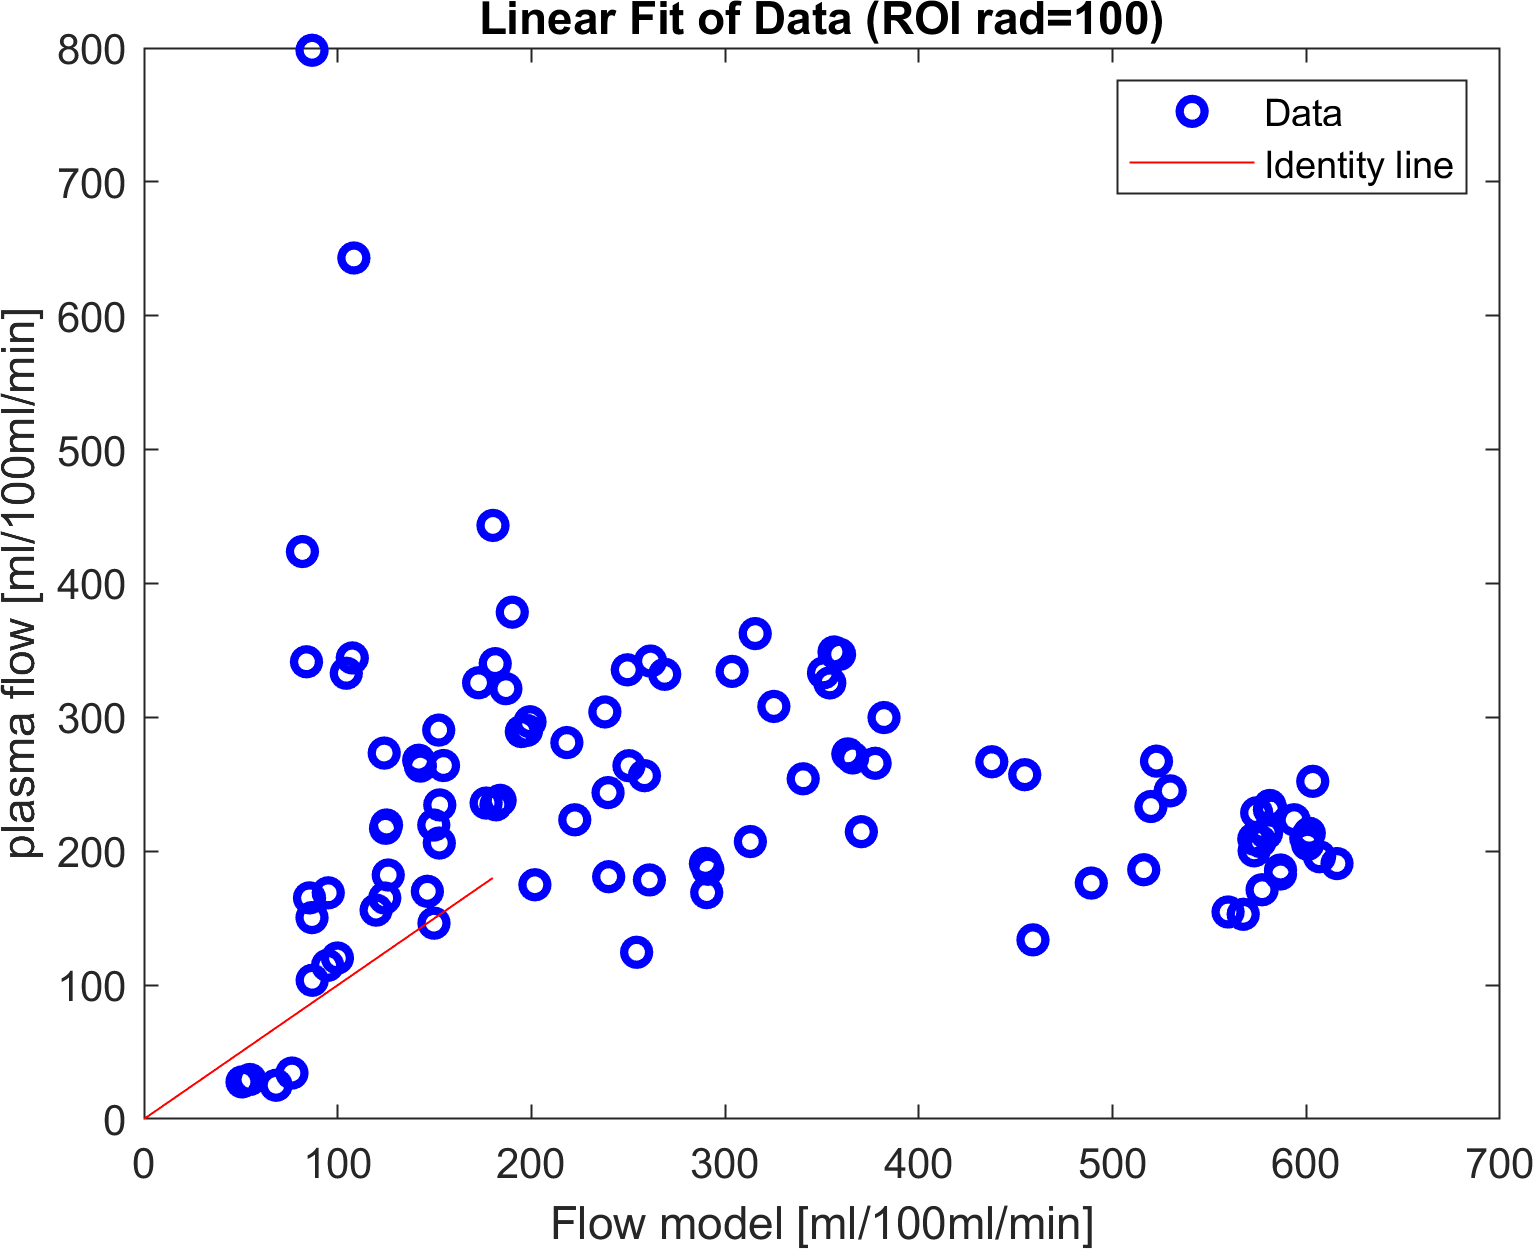 Linear Fit of Data (ROI rad=100)
Data
Identity line
800
700
600
500
400
300
200
100
0
plasma flow [ml/100ml/min]
0 100 200 300 400 500 600 700
Flow model [ml/100ml/min]